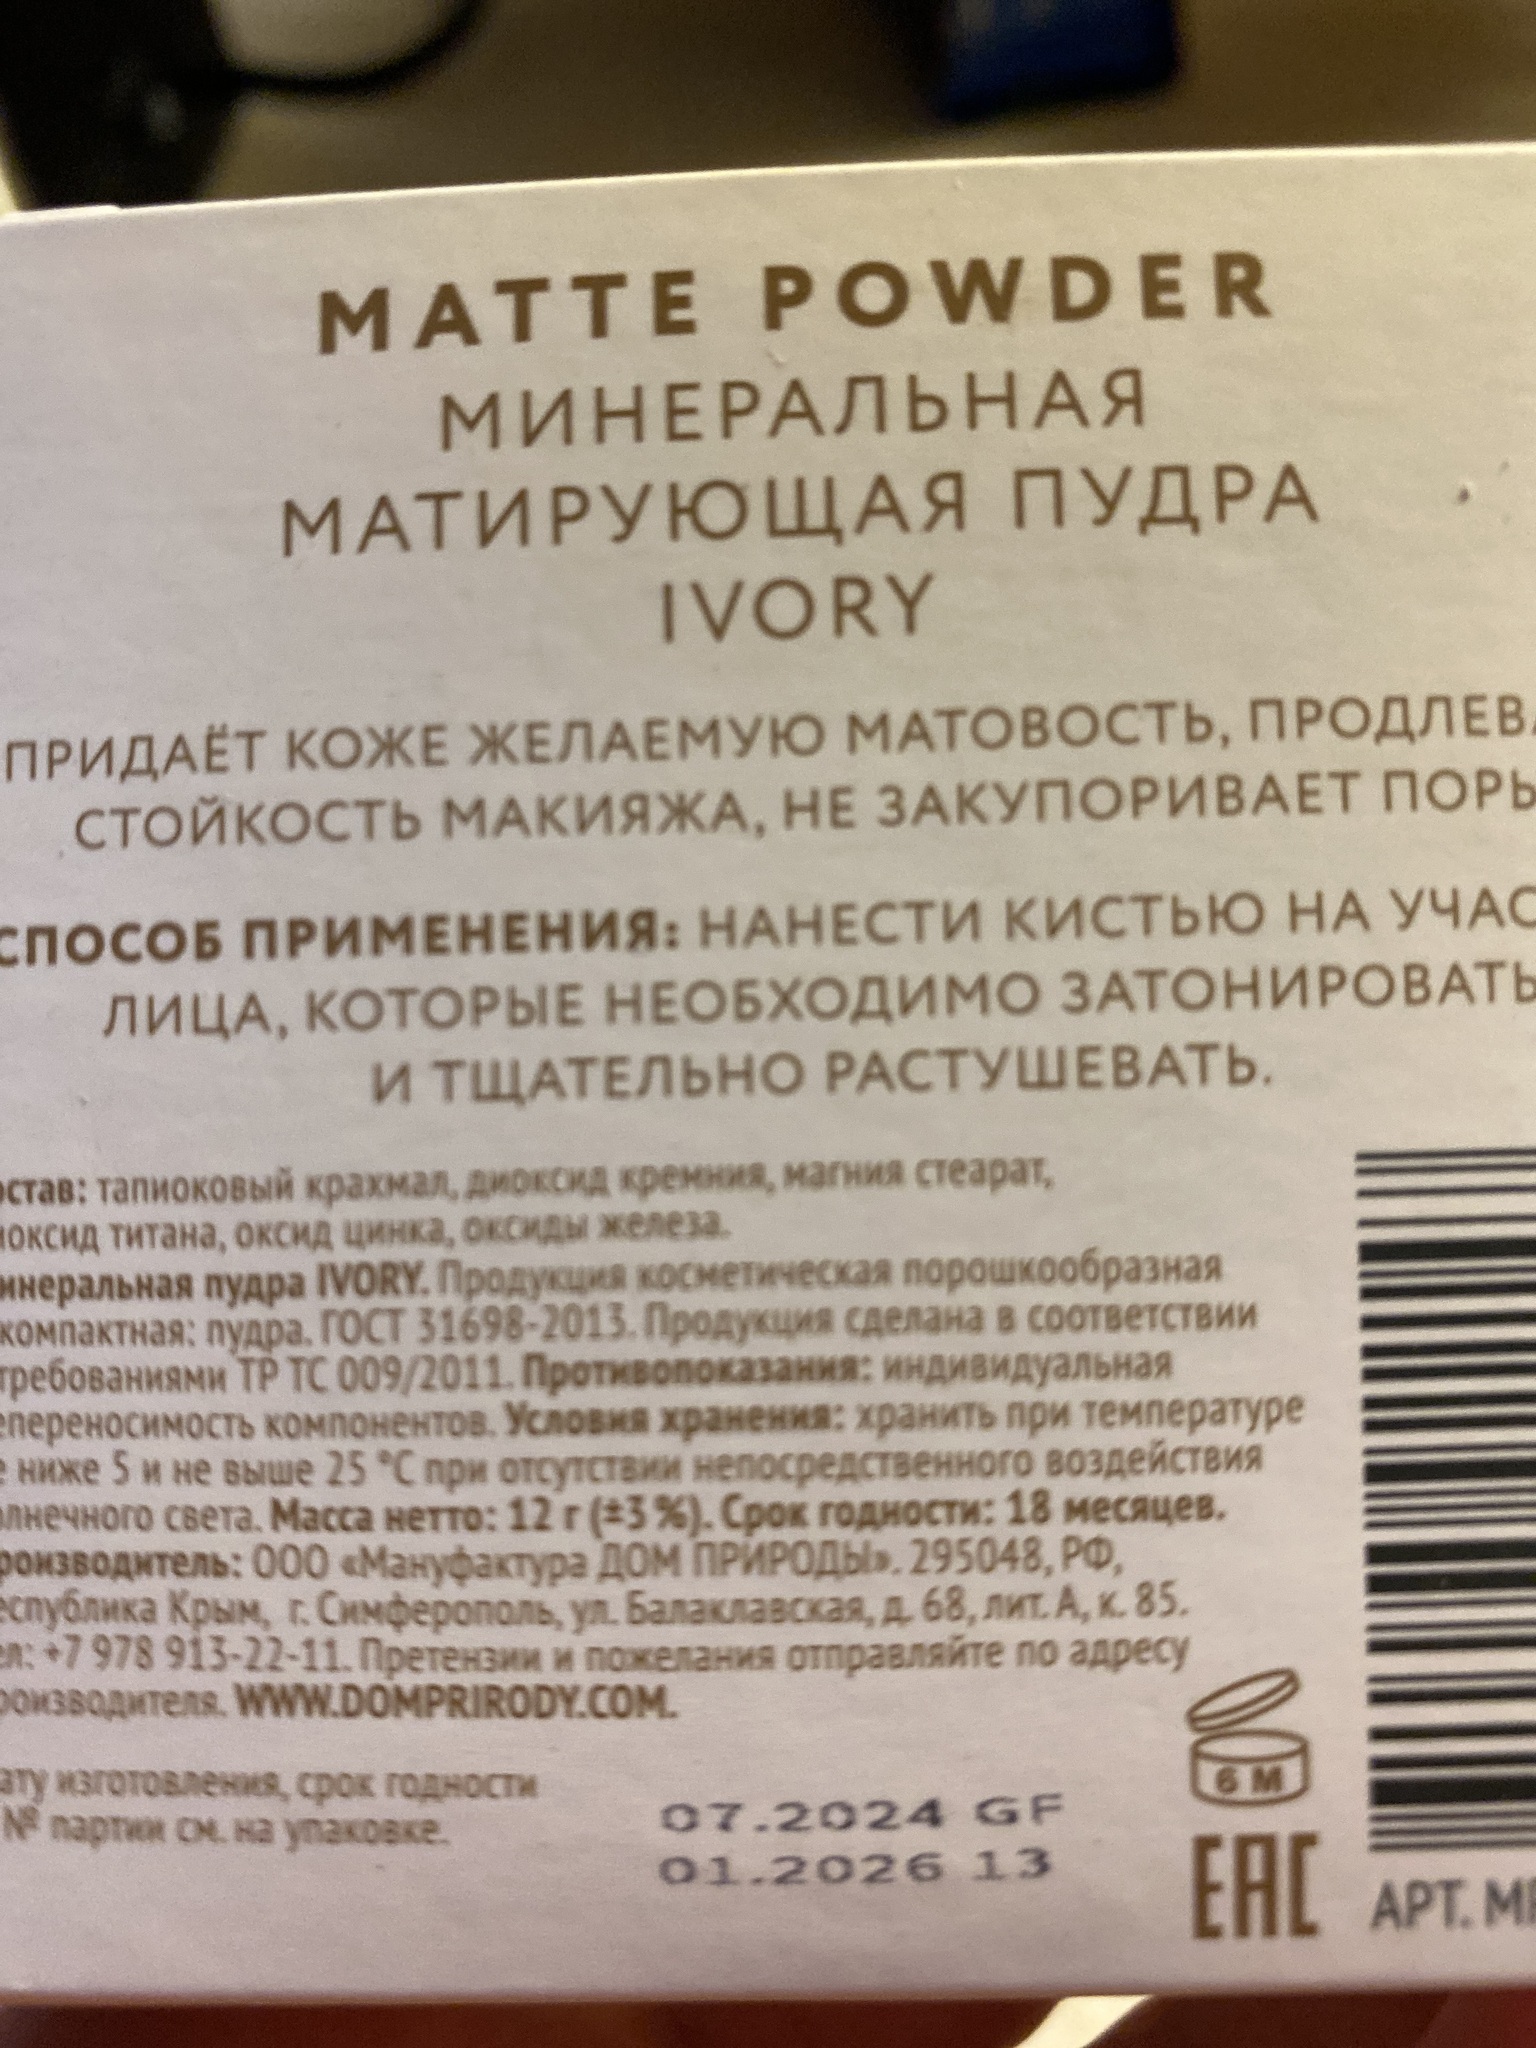 MATTE POWDER
МИНЕРАЛЬНАЯ
МАТИРУЮЩАЯ ПУДРА
IVORY
ПРИДАЁТ КОЖЕ ЖЕЛАЕМУЮ МАТОВОСТЬ, ПРОДЛЕВА
СТОЙКОСТЬ МАКИЯЖА, НЕ ЗАКУПОРИВАЕТ ПОРЫ
СПОСОБ ПРИМЕНЕНИЯ: НАНЕСТИ КИСТЬЮ НА УЧАС
ЛИЦА, КОТОРЫЕ НЕОБХОДИМО ЗАТОНИРОВАТЬ
И ТЩАТЕЛЬНО РАСТУШЕВАТЬ.
остав: тапиоковый крахмал, диоксид кремния, магния стеарат,
иоксид титана, оксид цинка, оксиды железа.
инеральная пудра IVORY. Продукция косметическая порошкообразная
компактная: пудра. ГОСТ 31698-2013. Продукция сделана в соответствии
требованиями ТР ТС 009/2011. Противопоказания: индивидуальная
епереносимость компонентов. Условия хранения: хранить при температуре
е ниже 5 и не выше 25 °С при отсутствии непосредственного воздействия
олнечного света. Масса нетто: 12 г (±3 %). Срок годности: 18 месяцев.
роизводитель: ООО «Мануфактура ДОМ ПРИРОДЫ». 295048, РФ,
еспублика Крым, г. Симферополь, ул. Балаклавская, д. 68, лит. А, к. 85.
ел: +7 978 913-22-11. Претензии и пожелания отправляйте по адресу
роизводителя. WWW.DOMPRIRODY.COM.
ату изготовления, срок годности
№ партии см. на упаковке.
07.2024 GF
01.2026 13
6 M
EAC
АРТ. MP